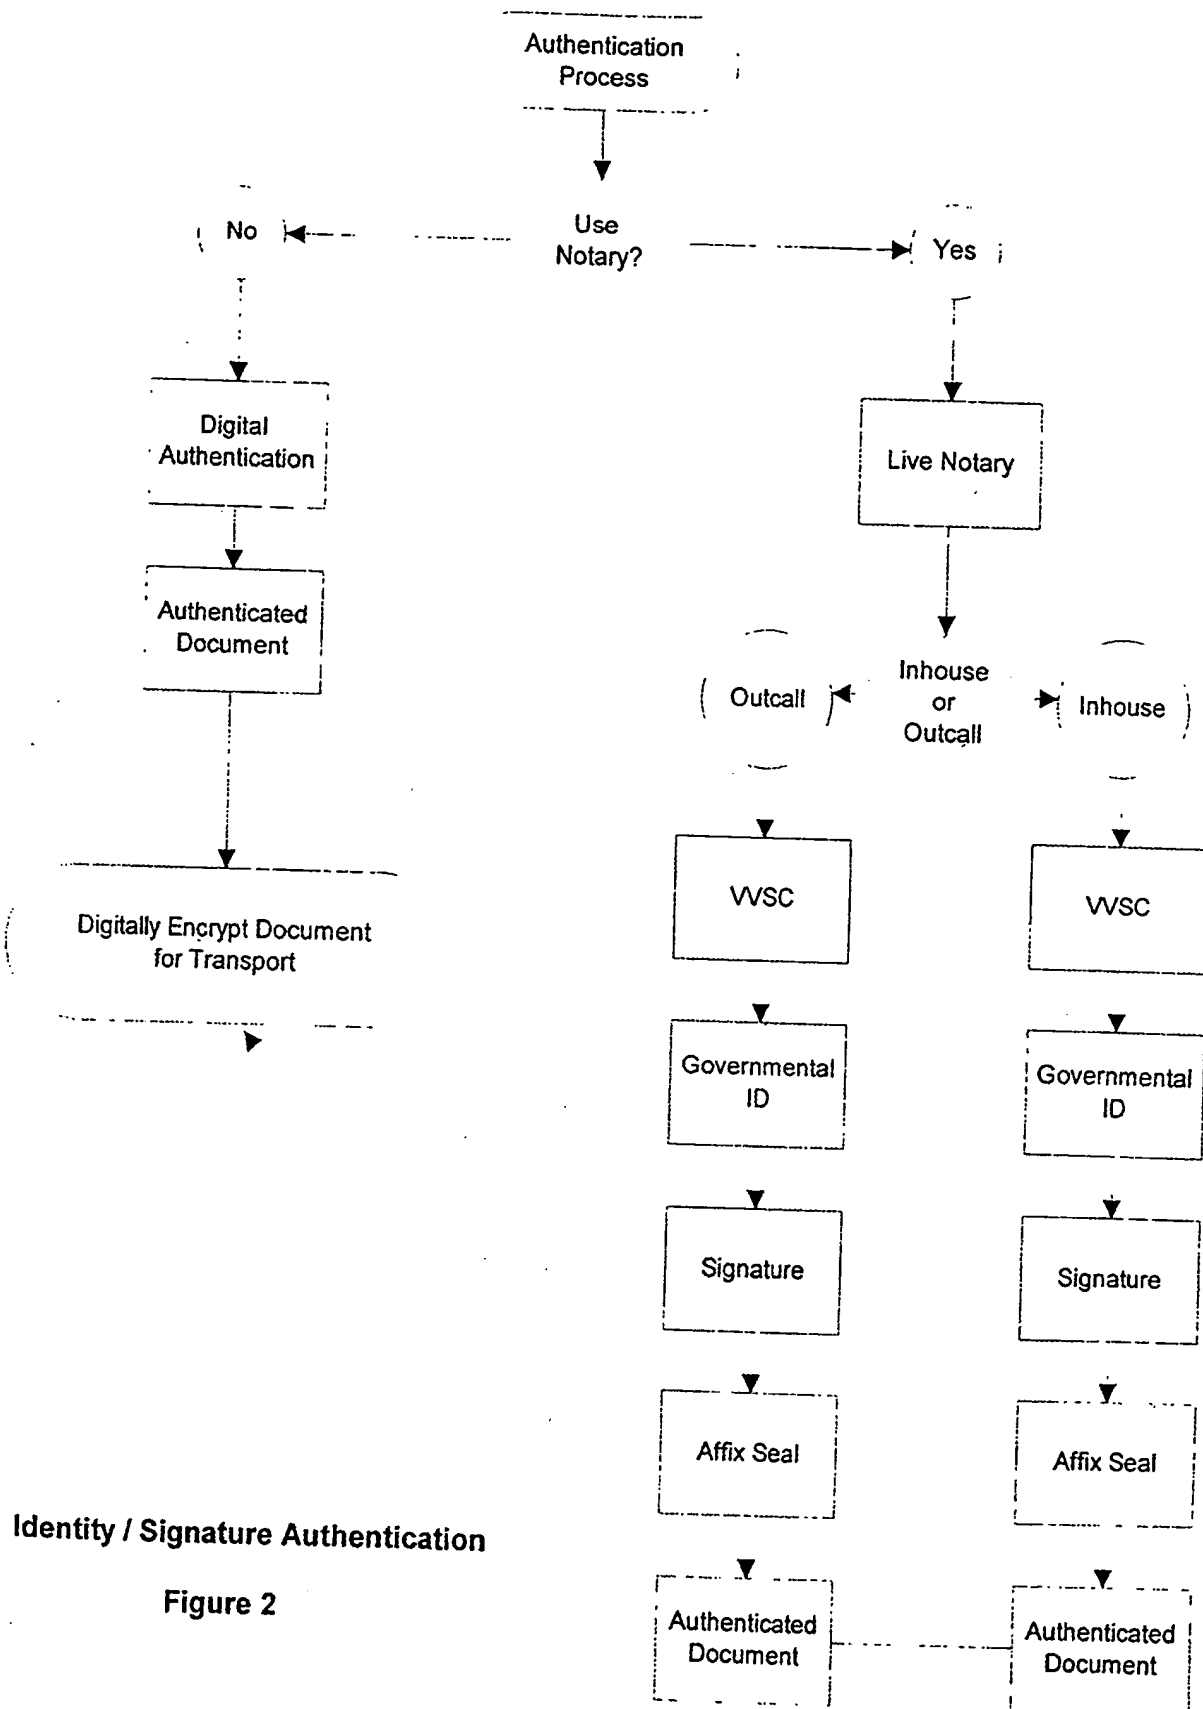 Authentication
Process
No
Use
Notary?
Yes
Digital
Authentication
Live Notary
Authenticated
Document
Outcall
Inhouse
or
Outcall
Inhouse
Digitally Encrypt Document
for Transport
VVSC
VVSC
Governmental
ID
Governmental
ID
Signature
Signature
Affix Seal
Affix Seal
Identity / Signature Authentication
Figure 2
Authenticated
Document
Authenticated
Document